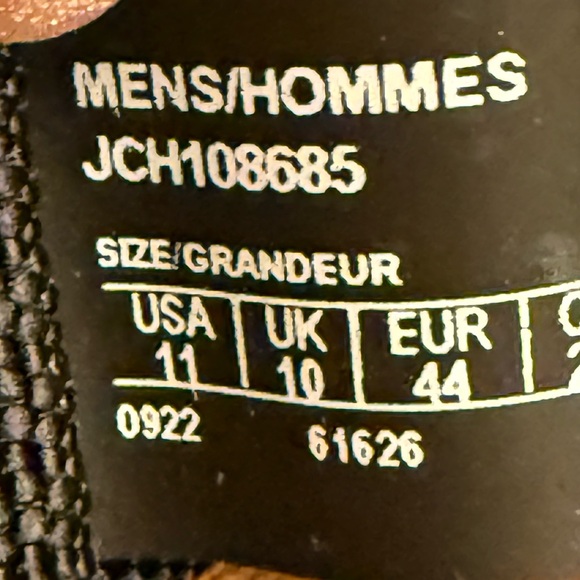 MENS/HOMMES
JCH108685
SIZE/GRANDEUR
USA UK EUR
11 10 44
0922 61626